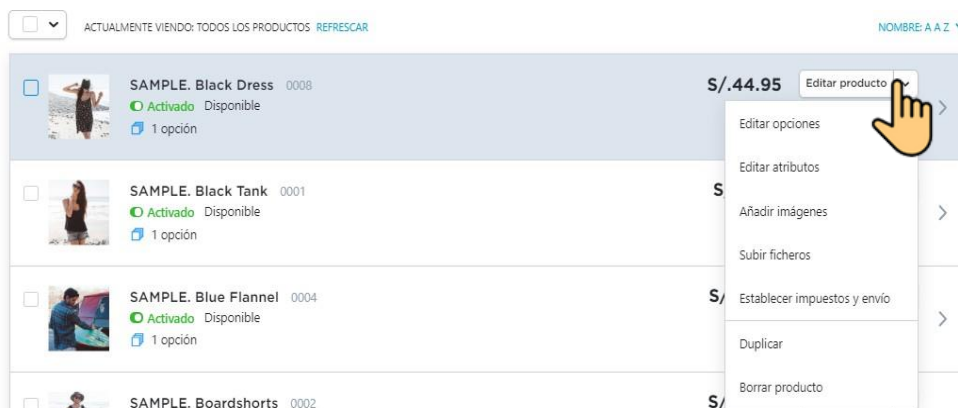 ACTUALMENTE VIENDO: TODOS LOS PRODUCTOS REFRESCAR
NOMBRE: A A Z
SAMPLE. Black Dress 0008
S/.44.95
Editar producto
Activado Disponible
1 opción
Editar opciones
Editar atributos
Añadir imágenes
Subir ficheros
Establecer impuestos y envío
Duplicar
Borrar producto
SAMPLE. Black Tank 0001
S
Activado Disponible
1 opción
SAMPLE. Blue Flannel 0004
S/
Activado Disponible
1 opción
SAMPLE. Boardshorts 0002
S/